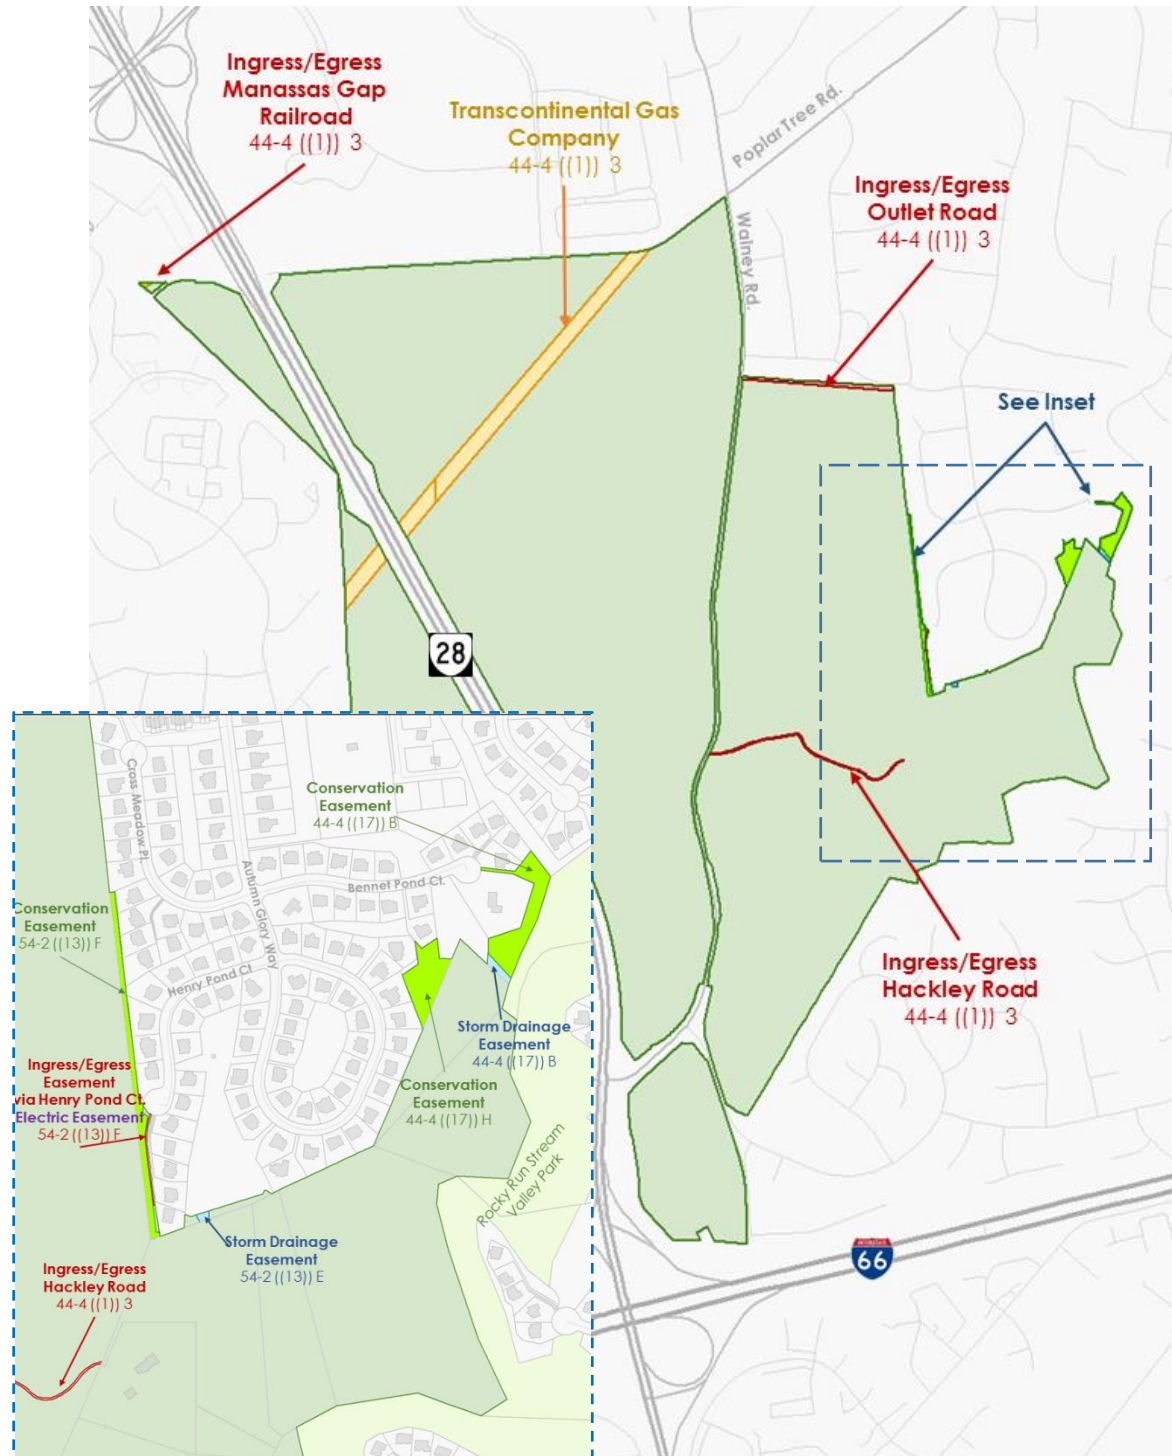 Ingress/Egress
Manassas Gap
Railroad
44-4 ((1)) 3
Transcontinental Gas
Company
44-4 ((1)) 3
Poplar Tree Rd.
Walney Rd.
Ingress/Egress
Outlet Road
44-4 ((1)) 3
See Inset
28
Ingress/Egress
Hackley Road
44-4 ((1)) 3
INTERSTATE
66
Cross Meadow Pl.
Autumn Glory Way
Bennet Pond Ct.
Henry Pond Ct
Conservation
Easement
44-4 ((17)) B
Conservation
Easement
54-2 ((13)) F
Storm Drainage
Easement
44-4 ((17)) B
Conservation
Easement
44-4 ((17)) H
Ingress/Egress
Easement
via Henry Pond Ct.
Electric Easement
54-2 ((13)) F
Rocky Run Stream
Valley Park
Storm Drainage
Easement
54-2 ((13)) E
Ingress/Egress
Hackley Road
44-4 ((1)) 3